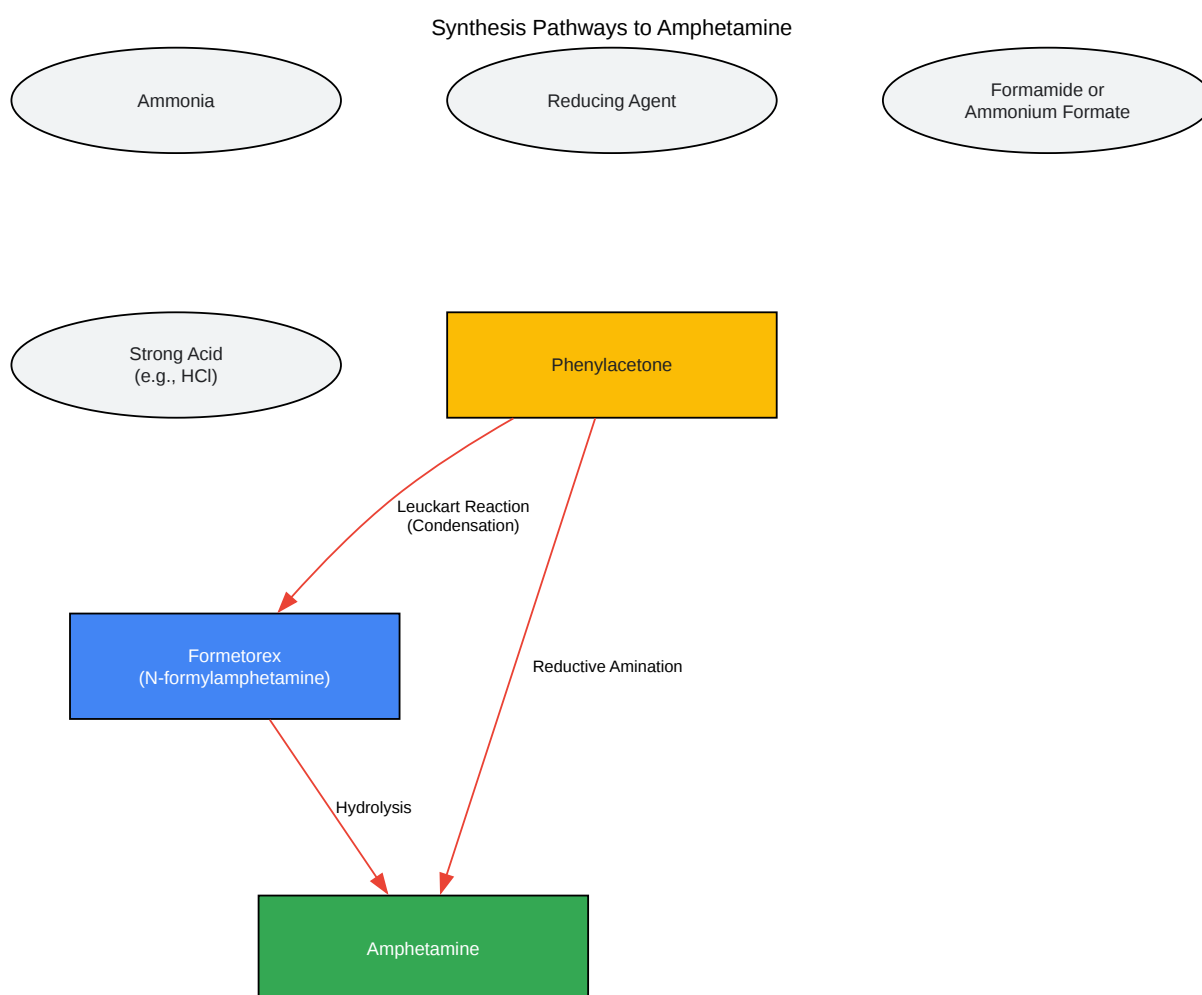 Synthesis Pathways to Amphetamine
Ammonia
Reducing Agent
Formamide or
Ammonium Formate
Strong Acid
(e.g., HCl)
Phenylacetone
Leuckart Reaction
(Condensation)
Formetorex
(N-formylamphetamine)
Reductive Amination
Hydrolysis
Amphetamine